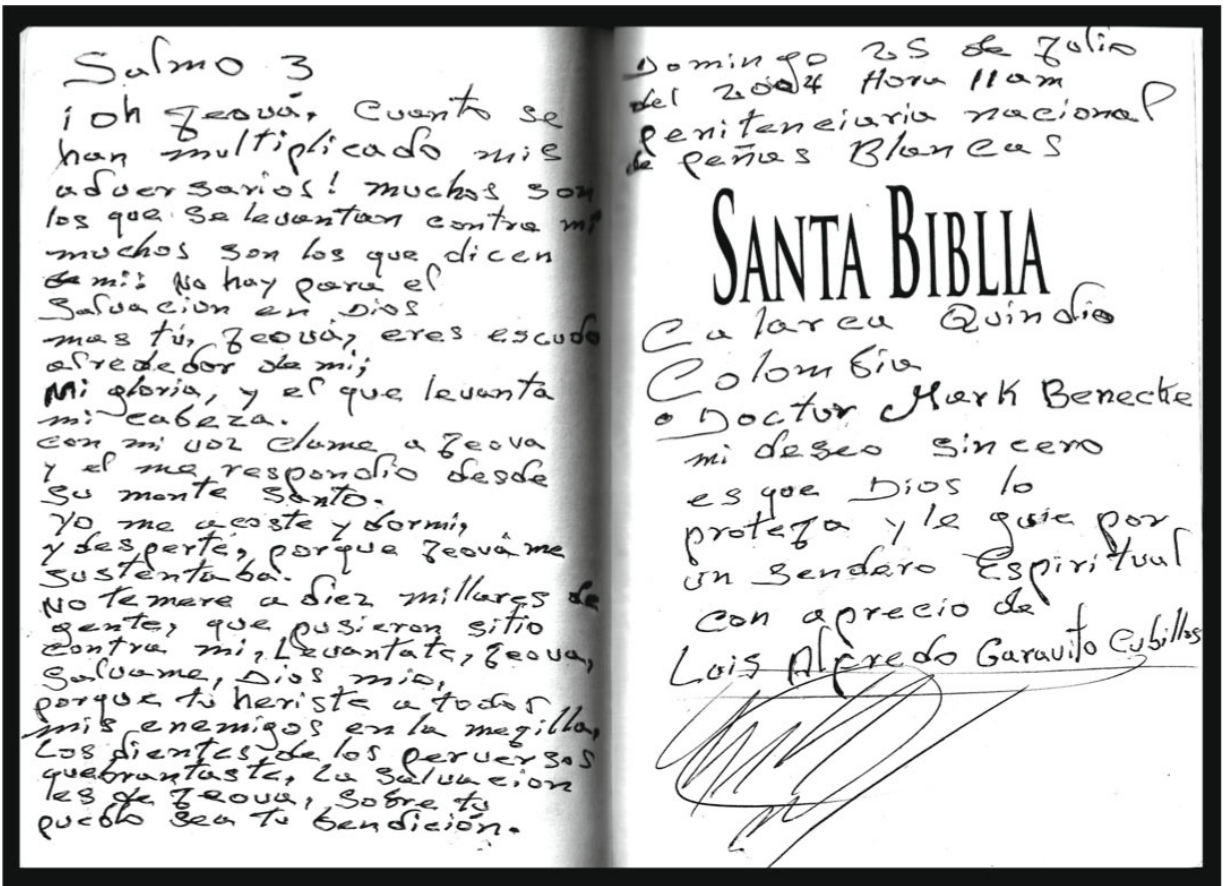 Salmo 3
¡oh Jeová, cuanto se
han multiplicado mis
adversarios! muchos son
los que se levantan contra mi
muchos son los que dicen
de mi: No hay para el
Salvacion en Dios
mas tú, Jeová, eres escudo
alrededor de mi;
Mi gloria, y el que levanta
mi cabeza.
con mi voz clame a Jeova
y el me respondio desde
su monte santo.
Yo me acoste y dormi,
y desperté, porque Jeová me
sustentaba.
No temere a diez millares de
gente, que pusieron sitio
contra mi, Levantate, Jeova,
Salvame, Dios mio,
porque tú heriste a todos
mis enemigos en la megilla,
Los dientes de los perversos
quebrantaste, La salvacion
es de Jeova, sobre tu
pueblo sea tu bendición.
Domingo 25 de Julio
del 2004 Hora 11am
penitenciaria nacional
de peñas Blancas
SANTA BIBLIA
Calarca Quindio
Colombia
Doctor Mark Benecke
mi deseo sincero
es que Dios lo
proteja y le guie por
un sendero Espiritual
con aprecio de
Luis Alfredo Garavito Cubillos